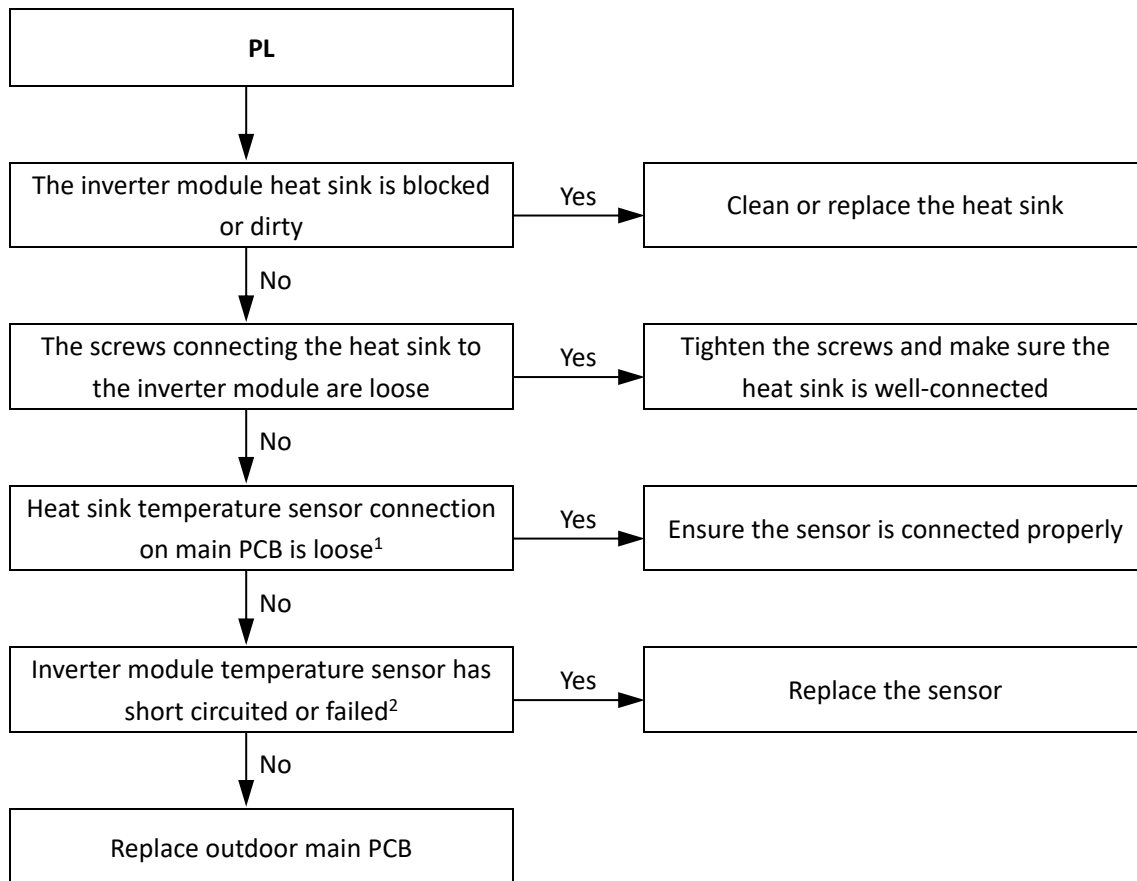 PL
The inverter module heat sink is blocked
or dirty
Yes
Clean or replace the heat sink
No
The screws connecting the heat sink to
the inverter module are loose
Yes
Tighten the screws and make sure the
heat sink is well-connected
No
Heat sink temperature sensor connection
on main PCB is loose¹
Yes
Ensure the sensor is connected properly
No
Inverter module temperature sensor has
short circuited or failed²
Yes
Replace the sensor
No
Replace outdoor main PCB